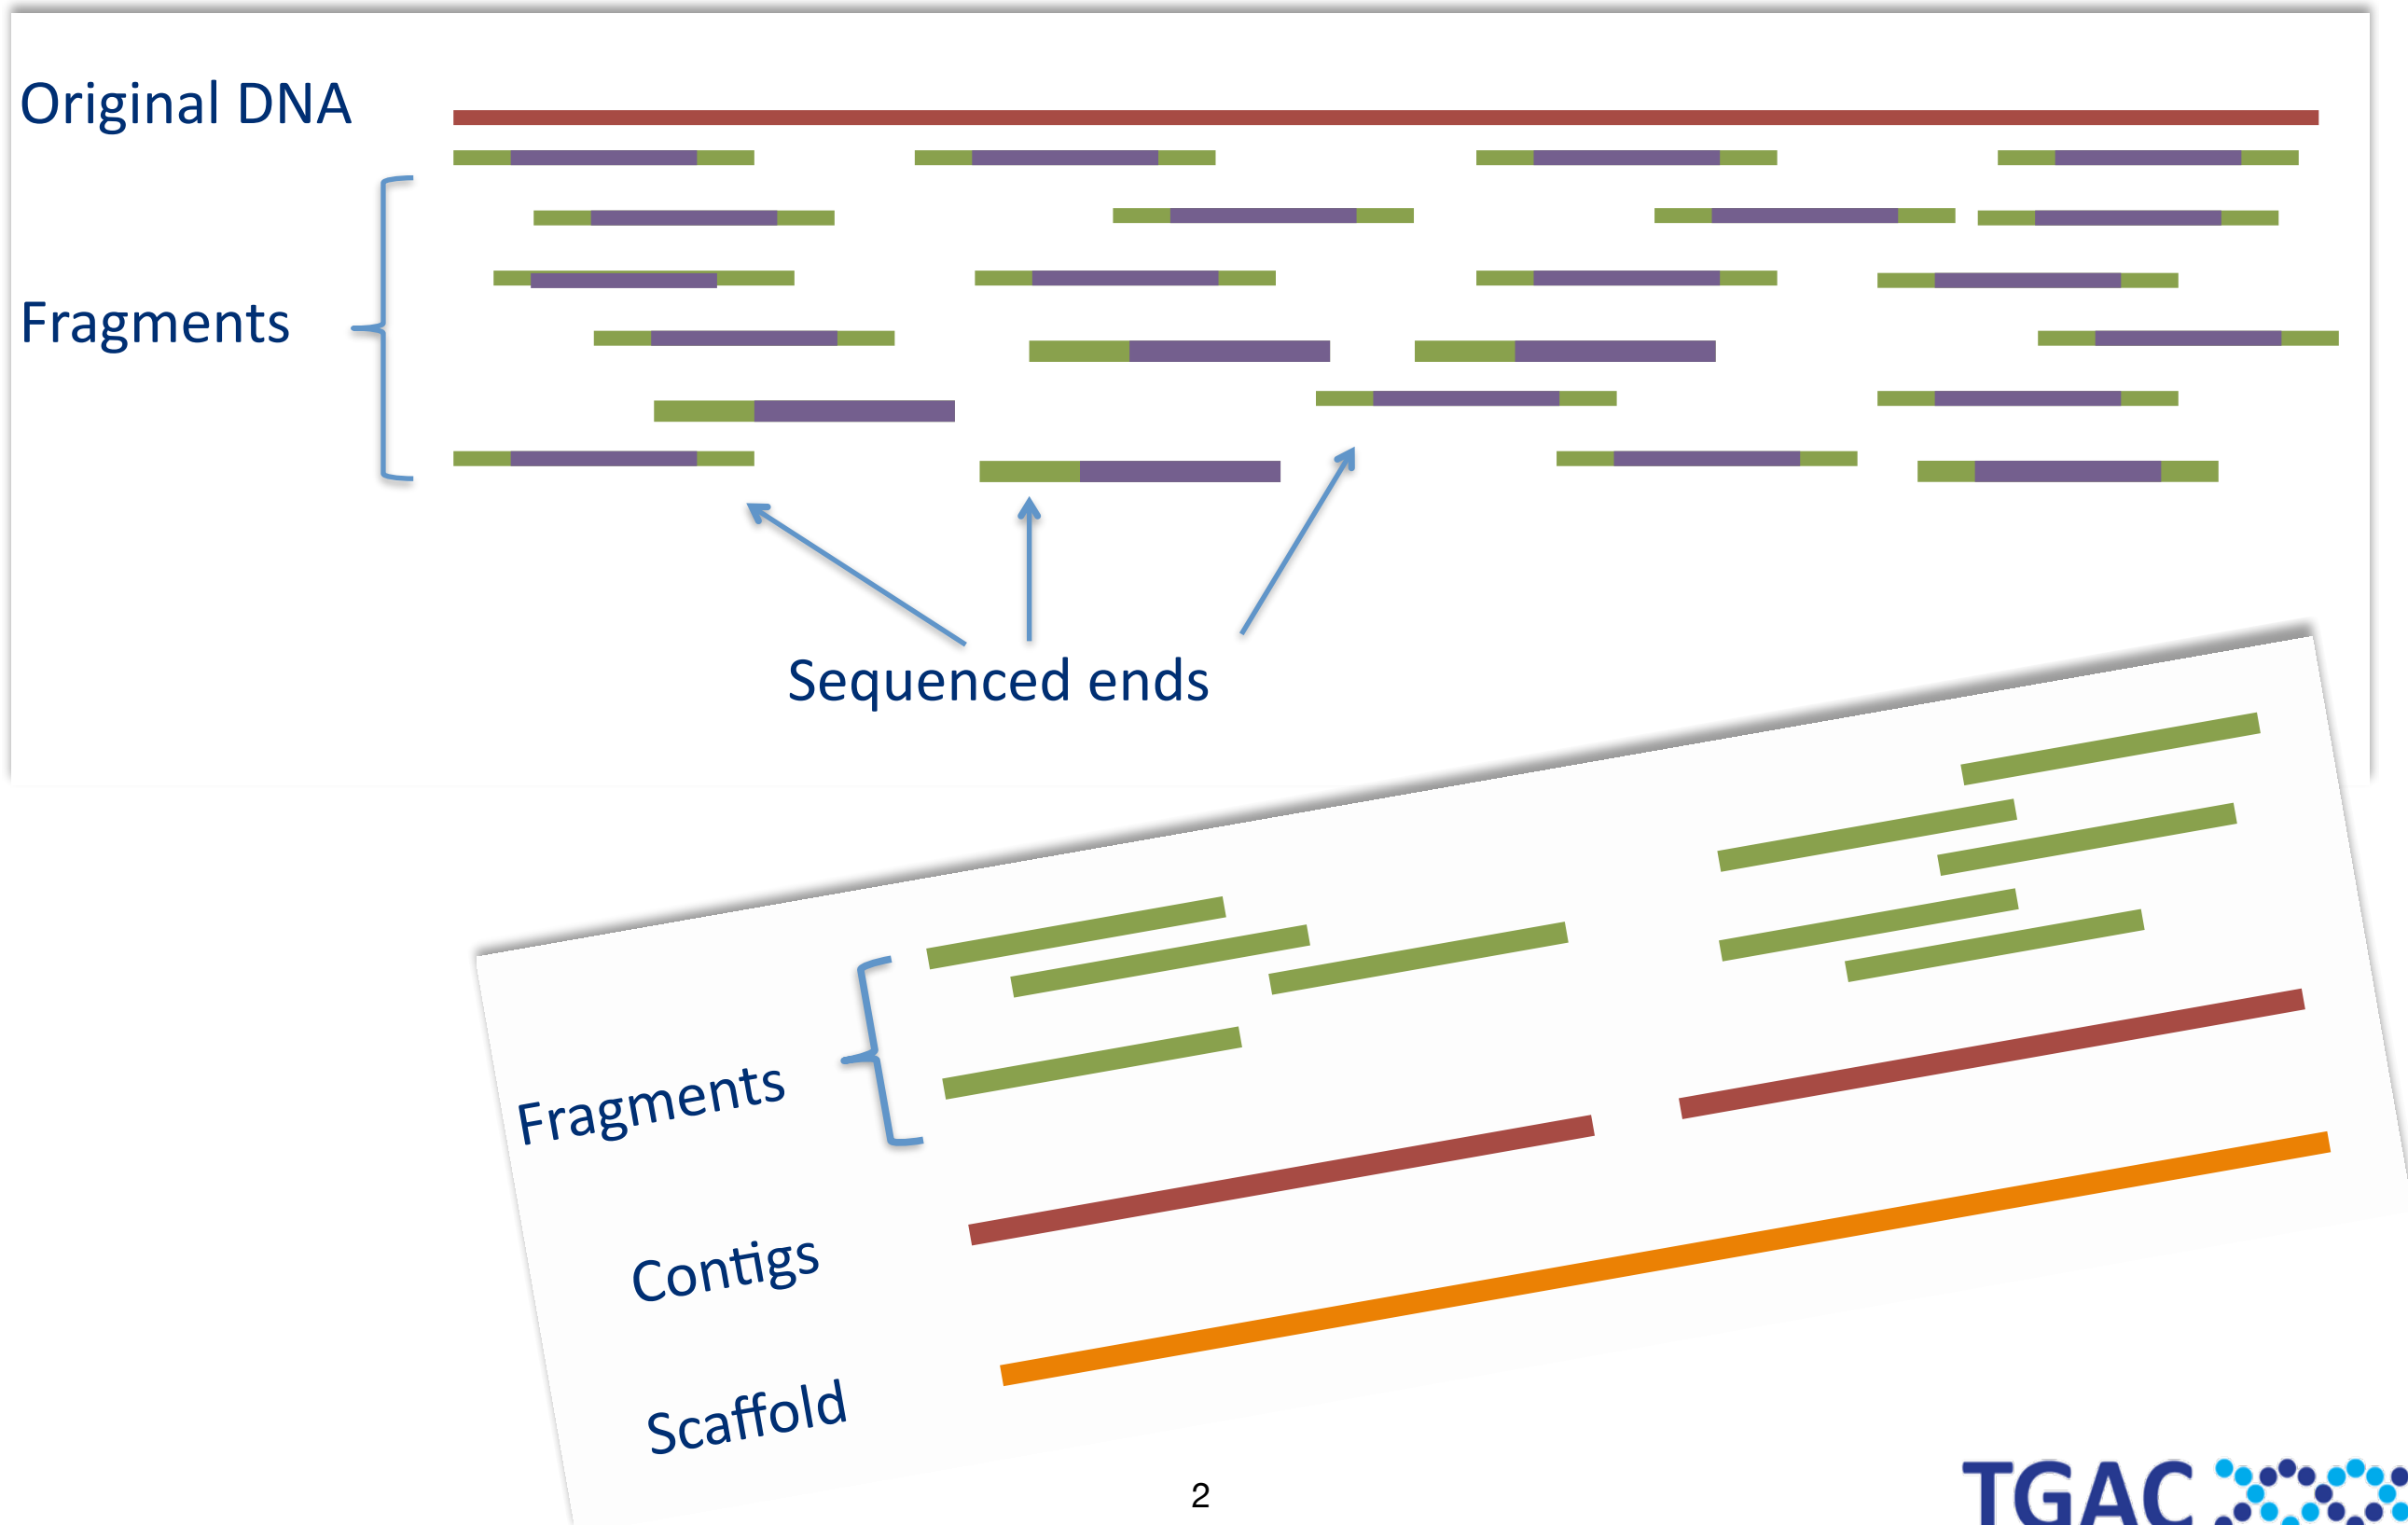 Original DNA
Fragments
Sequenced ends
Fragments
Contigs
Scaffold
2
TGAC